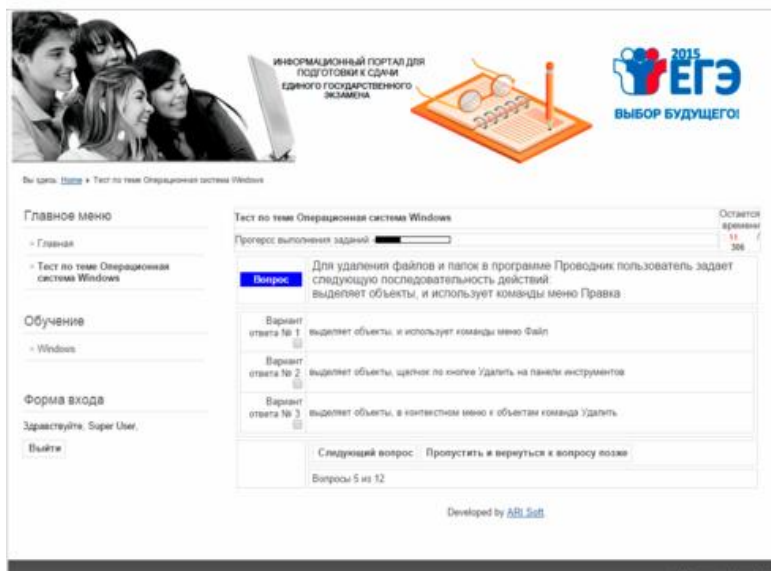 ИНФОРМАЦИОННЫЙ ПОРТАЛ ДЛЯ
ПОДГОТОВКИ К СДАЧИ
ЕДИНОГО ГОСУДАРСТВЕННОГО
ЭКЗАМЕНА
2015
ЕГЭ
ВЫБОР БУДУЩЕГО!
Вы здесь: Home Тест по теме Операционная система Windows
Главное меню
Главная
Тест по теме Операционная
система Windows
Обучение
Windows
Форма входа
Здравствуйте, Super User,
Выйти
Тест по теме Операционная система Windows
Остается
времени
Прогерос выполнения заданий
11 /
306
Вопрос
Для удаления файлов и папок в программе Проводник пользователь задает
следующую последовательность действий:
выделяет объекты, и использует команды меню Правка
Вариант
ответа № 1 выделяет объекты, и использует команды меню Файл
Вариант
ответа № 2 выделяет объекты, щелчок по кнопке Удалить на панели инструментов
Вариант
ответа № 3 выделяет объекты, в контекстном меню к объектам команда Удалить
Следующий вопрос Пропустить и вернуться к вопросу позже
Вопросы 5 из 12
Developed by ARI Soft